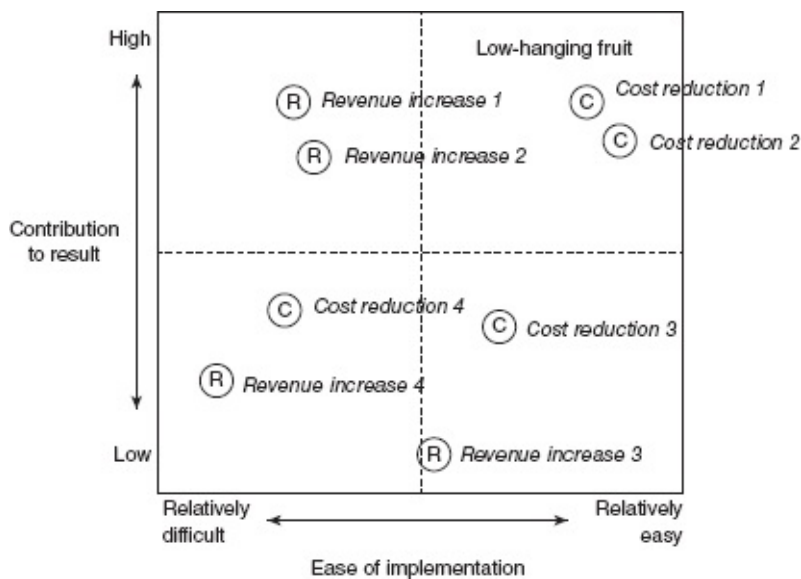 High
Low-hanging fruit
R Revenue increase 1
C Cost reduction 1
C Cost reduction 2
R Revenue increase 2
Contribution
to result
C Cost reduction 4
C Cost reduction 3
R Revenue increase 4
Low
R Revenue increase 3
Relatively
difficult
Relatively
easy
Ease of implementation